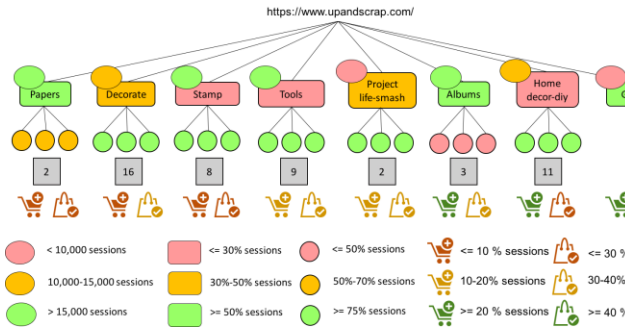 https://www.upandscrap.com/
Papers
Decorate
Stamp
Tools
Project
life-smash
Albums
Home
decor-diy
2
16
8
9
2
3
11
< 10,000 sessions
<= 30% sessions
<= 50% sessions
<= 10 % sessions
<= 30 %
10,000-15,000 sessions
30%-50% sessions
50%-70% sessions
10-20% sessions
30-40%
> 15,000 sessions
>= 50% sessions
>= 75% sessions
>= 20 % sessions
>= 40 %